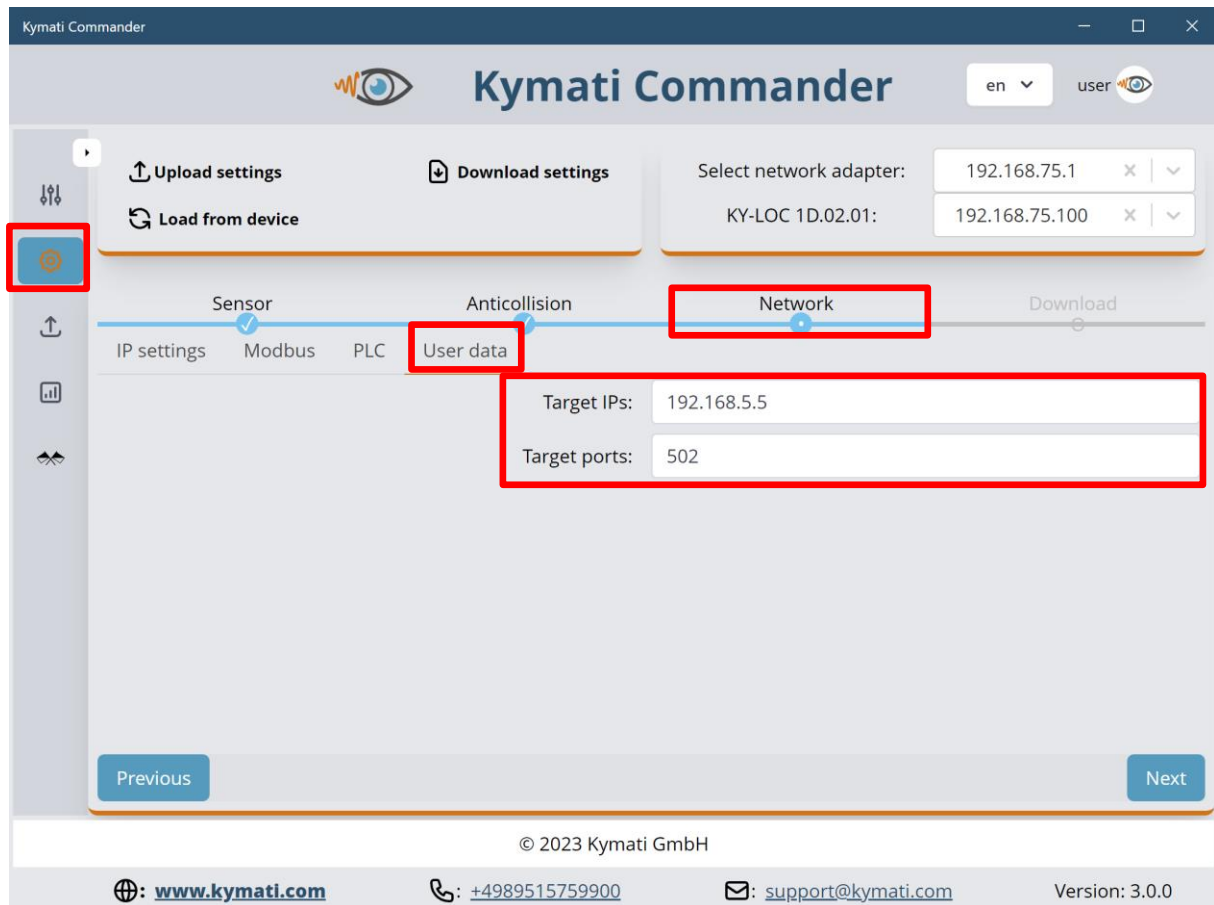 Kymati Commander
Kymati Commander
en
user
Upload settings
Download settings
Load from device
Select network adapter:
192.168.75.1
KY-LOC 1D.02.01:
192.168.75.100
Sensor
Anticollision
Network
Download
IP settings
Modbus
PLC
User data
Target IPs:
192.168.5.5
Target ports:
502
Previous
Next
© 2023 Kymati GmbH
: www.kymati.com
: +4989515759900
: support@kymati.com
Version: 3.0.0